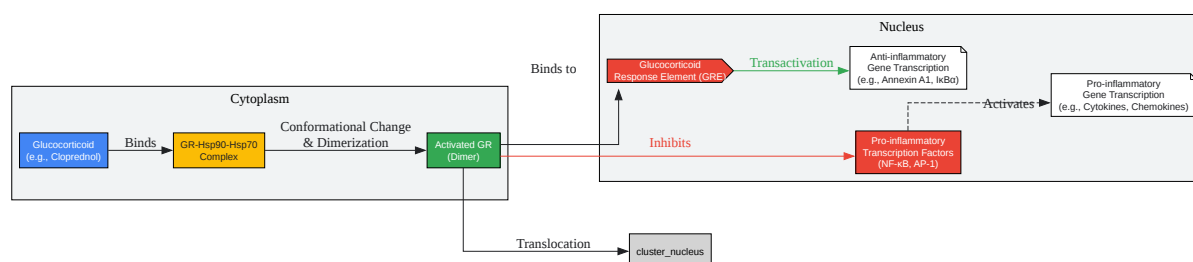 Cytoplasm
Glucocorticoid
(e.g., Cloprednol)
Binds
GR-Hsp90-Hsp70
Complex
Conformational Change
& Dimerization
Activated GR
(Dimer)
Translocation
cluster_nucleus
Binds to
Inhibits
Nucleus
Glucocorticoid
Response Element (GRE)
Transactivation
Anti-inflammatory
Gene Transcription
(e.g., Annexin A1, IκBα)
Pro-inflammatory
Transcription Factors
(NF-κB, AP-1)
Activates
Pro-inflammatory
Gene Transcription
(e.g., Cytokines, Chemokines)